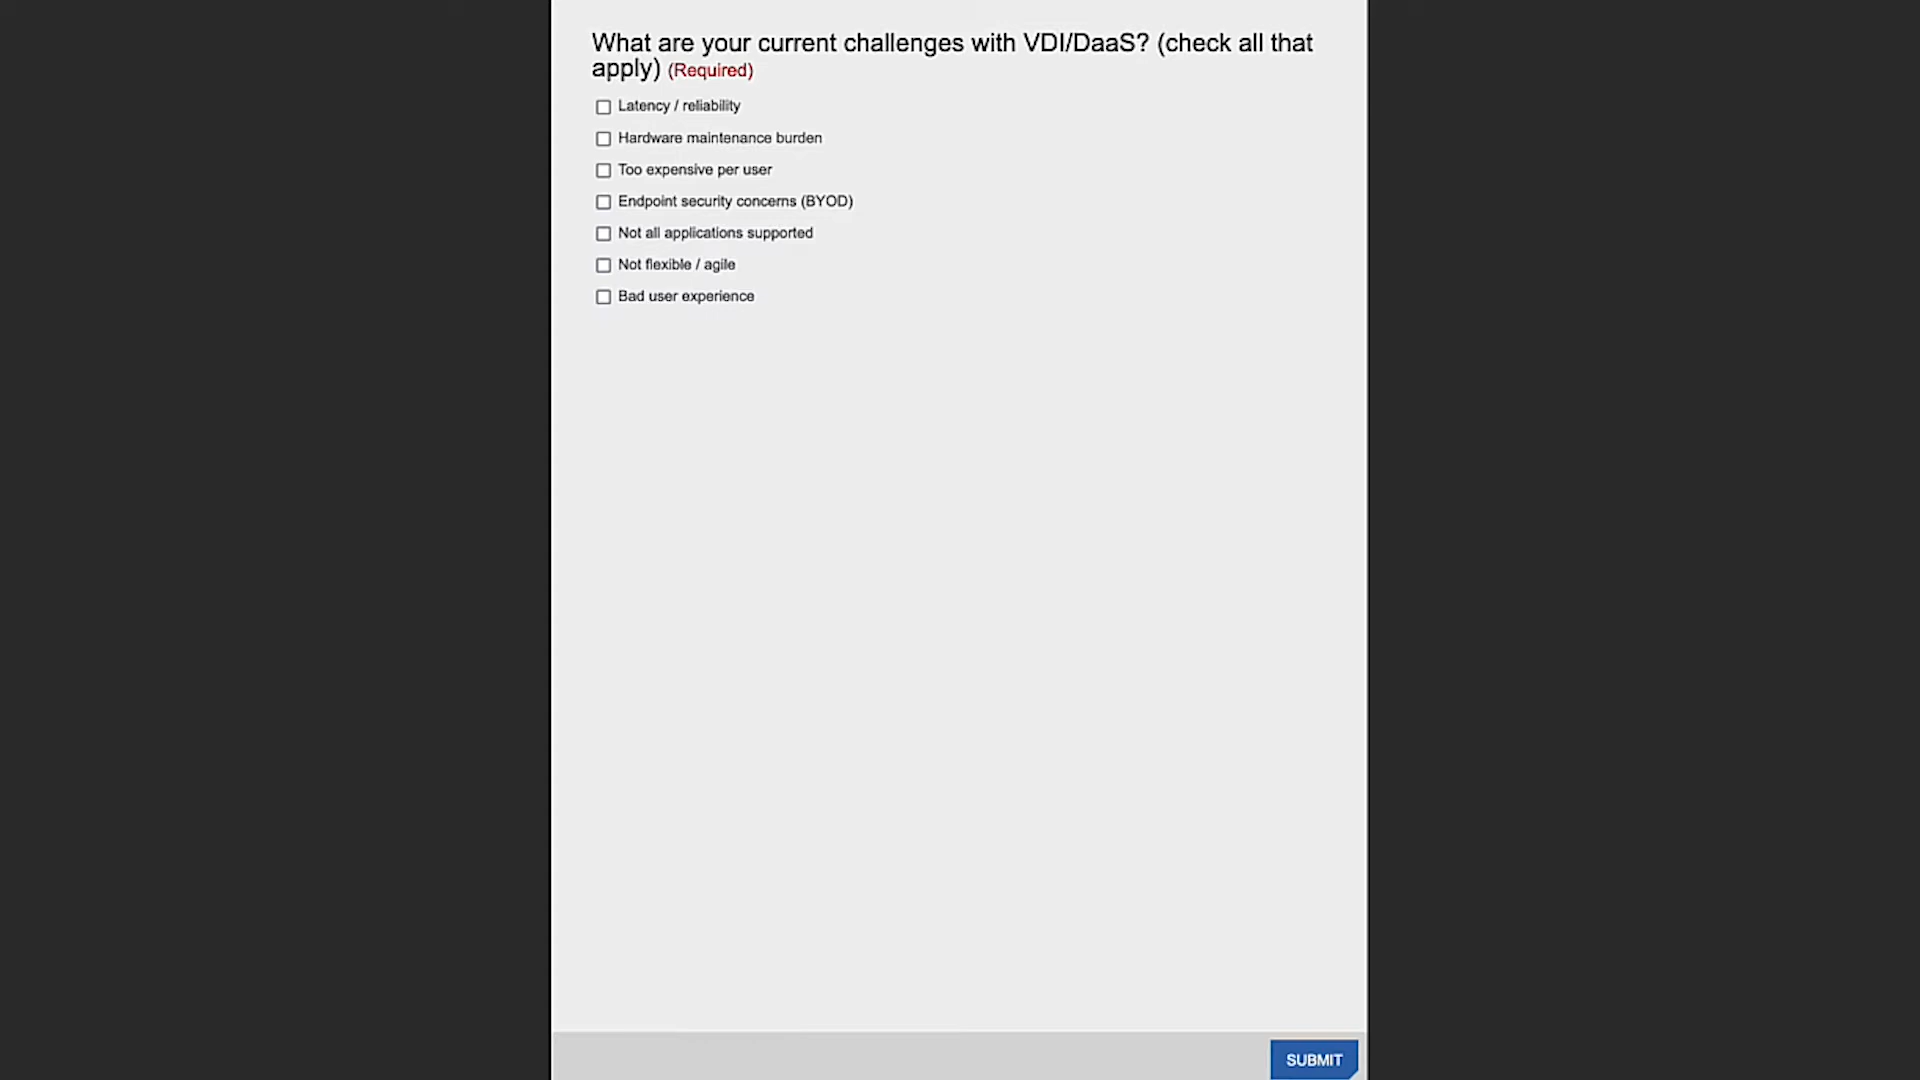 What are your current challenges with VDI/DaaS? (check all that
apply) (Required)
Latency / reliability
Hardware maintenance burden
Too expensive per user
Endpoint security concerns (BYOD)
Not all applications supported
Not flexible / agile
Bad user experience
SUBMIT